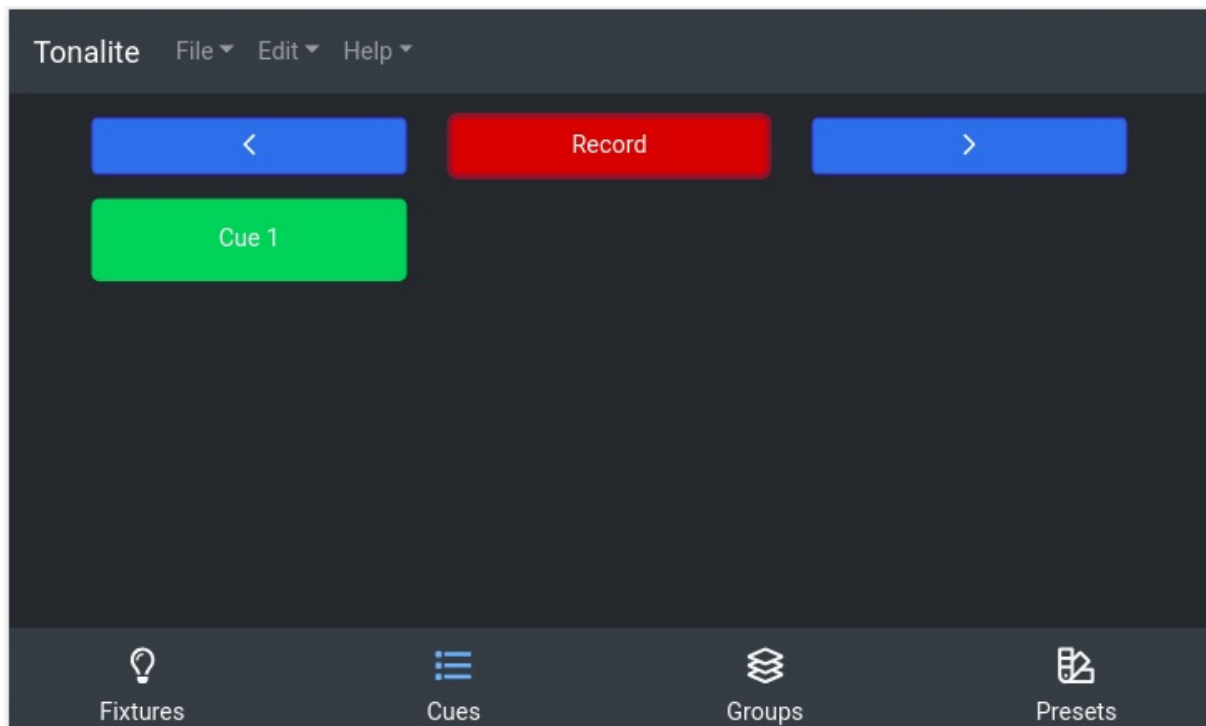 Tonalite File Edit Help
< Record >
Cue 1
Fixtures Cues Groups Presets